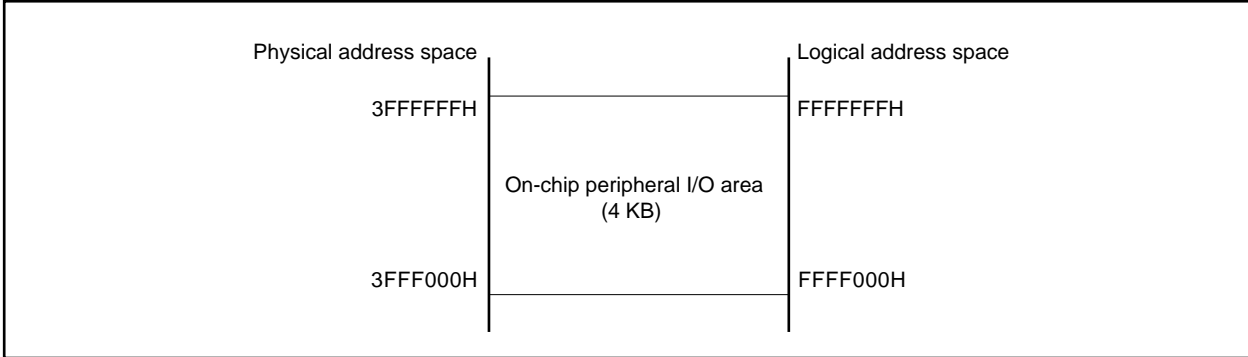 Physical address space
Logical address space
3FFFFFFH
FFFFFFFH
On-chip peripheral I/O area
(4 KB)
3FFF000H
FFFF000H